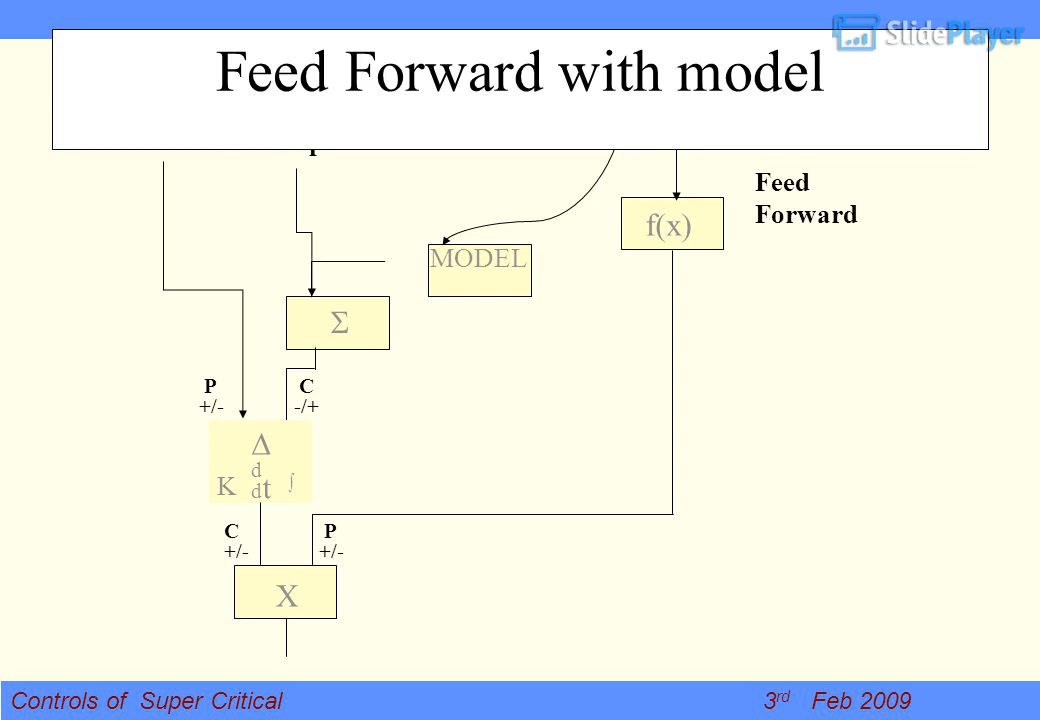 SlidePlayer
Feed Forward with model
Feed
Forward
f(x)
MODEL
Σ
P C
+/- -/+
Δ
d
K dt ∫
C P
+/- +/-
X
Controls of Super Critical 3rd Feb 2009